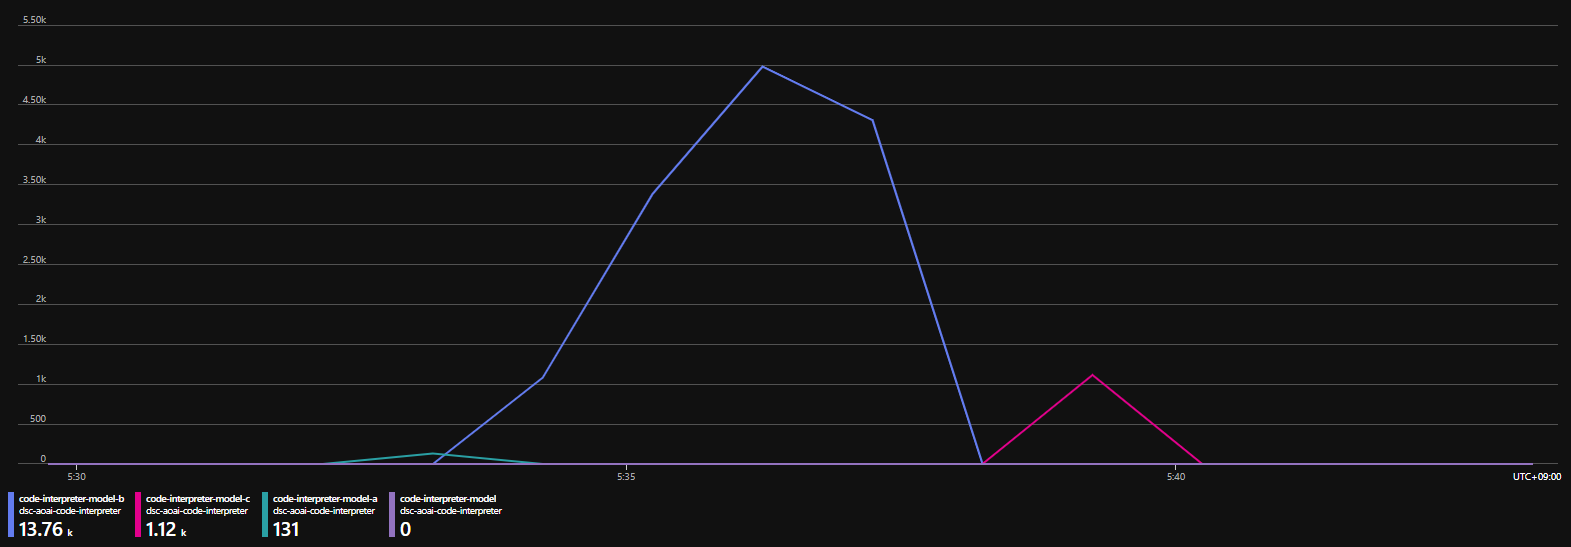 5.50k
5k
4.50k
4k
3.50k
3k
2.50k
2k
1.50k
1k
500
0
5:30 5:35 5:40 UTC+09:00
code-interpreter-model-b code-interpreter-model-c code-interpreter-model-a code-interpreter-model
dsc-aoai-code-interpreter dsc-aoai-code-interpreter dsc-aoai-code-interpreter dsc-aoai-code-interpreter
13.76 k 1.12 k 131 0